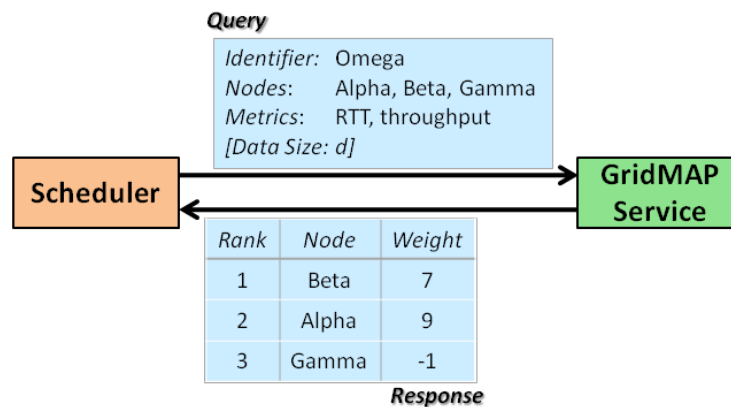 Query
Identifier: Omega
Nodes: Alpha, Beta, Gamma
Metrics: RTT, throughput
[Data Size: d]
Scheduler
GridMAP
Service
Rank Node Weight
1 Beta 7
2 Alpha 9
3 Gamma -1
Response